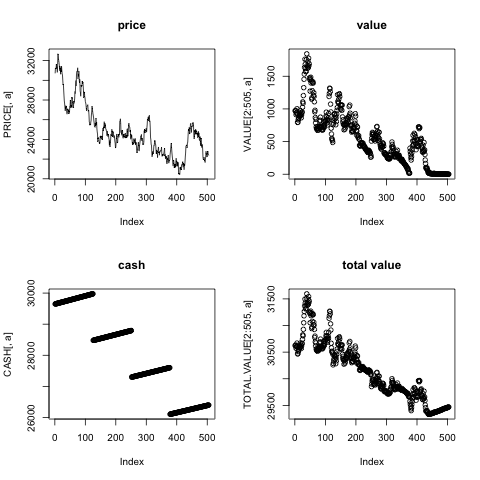 price
PRICE[, a]
20000
24000
28000
32000
0 100 200 300 400 500
Index
value
VALUE[2:505, a]
0
500
1000
1500
0 100 200 300 400 500
Index
cash
CASH[, a]
26000
28000
30000
0 100 200 300 400 500
Index
total value
TOTAL.VALUE[2:505, a]
29500
30500
31500
0 100 200 300 400 500
Index